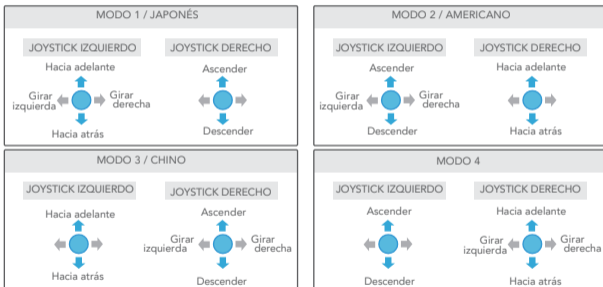 MODO 1 / JAPONÉS
JOYSTICK IZQUIERDO
JOYSTICK DERECHO
Hacia adelante
Ascender
Girar
izquierda
Girar
derecha
Hacia atrás
Descender
MODO 2 / AMERICANO
JOYSTICK IZQUIERDO
JOYSTICK DERECHO
Ascender
Hacia adelante
Girar
izquierda
Girar
derecha
Descender
Hacia atrás
MODO 3 / CHINO
JOYSTICK IZQUIERDO
JOYSTICK DERECHO
Hacia adelante
Ascender
Girar
izquierda
Girar
derecha
Hacia atrás
Descender
MODO 4
JOYSTICK IZQUIERDO
JOYSTICK DERECHO
Ascender
Hacia adelante
Girar
izquierda
Girar
derecha
Descender
Hacia atrás